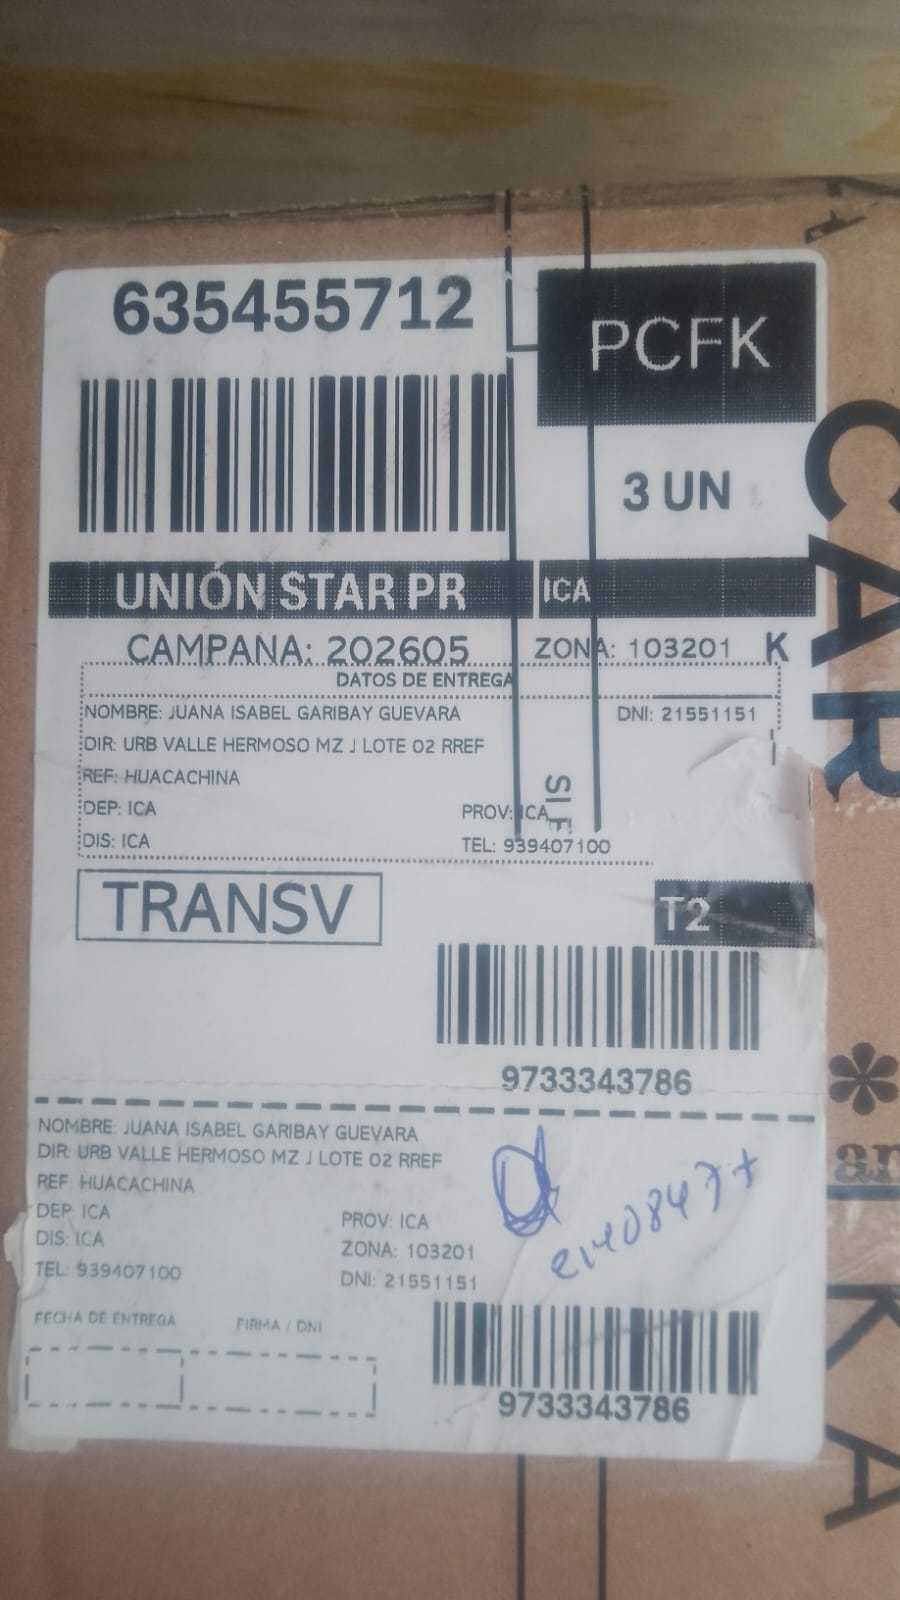 635455712
PCFK
3 UN
UNIÓN STAR PR
ICA
CAMPANA: 202605
ZONA: 103201 K
DATOS DE ENTREGA
NOMBRE: JUANA ISABEL GARIBAY GUEVARA
DNI: 21551151
DIR: URB VALLE HERMOSO MZ J LOTE 02 RREF
REF: HUACACHINA
DEP: ICA
PROV: ICA
DIS: ICA
TEL: 939407100
TRANSV
T2
9733343786
NOMBRE: JUANA ISABEL GARIBAY GUEVARA
DIR: URB VALLE HERMOSO MZ J LOTE 02 RREF
REF: HUACACHINA
DEP: ICA
PROV: ICA
DIS: ICA
ZONA: 103201
TEL: 939407100
DNI: 21551151
FECHA DE ENTREGA
FIRMA / DNI
9733343786
CAR
KA